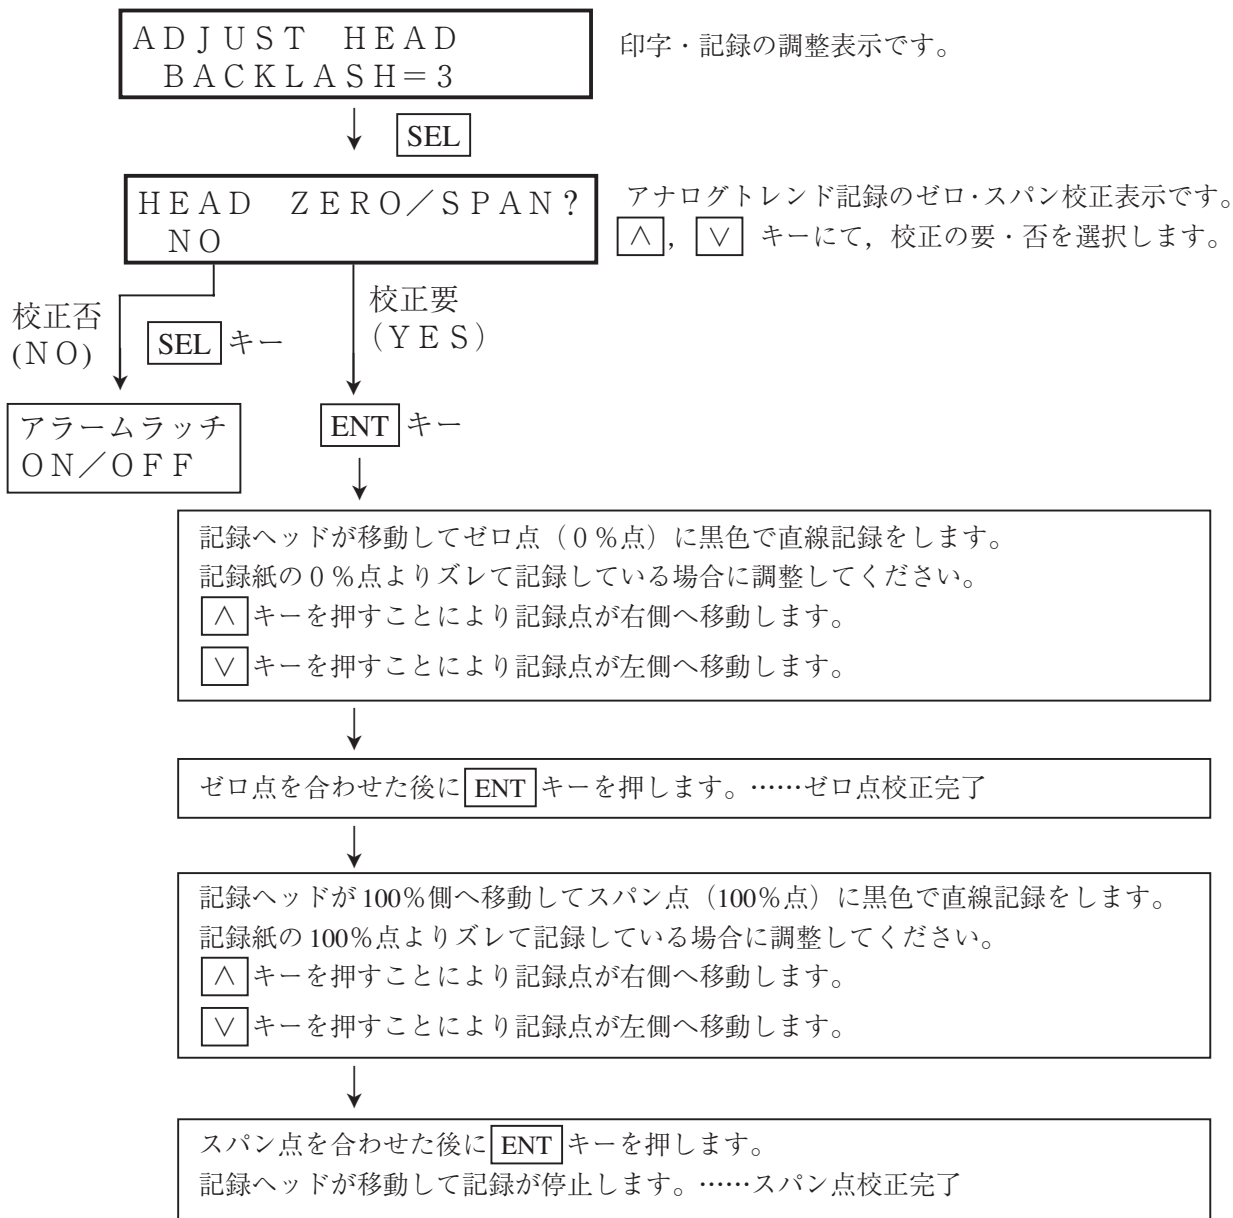 ＡＤＪＵＳＴ　ＨＥＡＤ
ＢＡＣＫＬＡＳＨ＝３
印字・記録の調整表示です。
SEL
ＨＥＡＤ　ＺＥＲＯ／ＳＰＡＮ？
ＮＯ
アナログトレンド記録のゼロ・スパン校正表示です。
∧, ∨ キーにて，校正の要・否を選択します。
校正否
(ＮＯ)
SEL キー
校正要
（ＹＥＳ）
アラームラッチ
ＯＮ／ＯＦＦ
ENT キー
記録ヘッドが移動してゼロ点（０％点）に黒色で直線記録をします。
記録紙の０％点よりズレて記録している場合に調整してください。
∧ キーを押すことにより記録点が右側へ移動します。
∨ キーを押すことにより記録点が左側へ移動します。
ゼロ点を合わせた後に ENT キーを押します。……ゼロ点校正完了
記録ヘッドが100%側へ移動してスパン点（100%点）に黒色で直線記録をします。
記録紙の100%点よりズレて記録している場合に調整してください。
∧ キーを押すことにより記録点が右側へ移動します。
∨ キーを押すことにより記録点が左側へ移動します。
スパン点を合わせた後に ENT キーを押します。
記録ヘッドが移動して記録が停止します。……スパン点校正完了